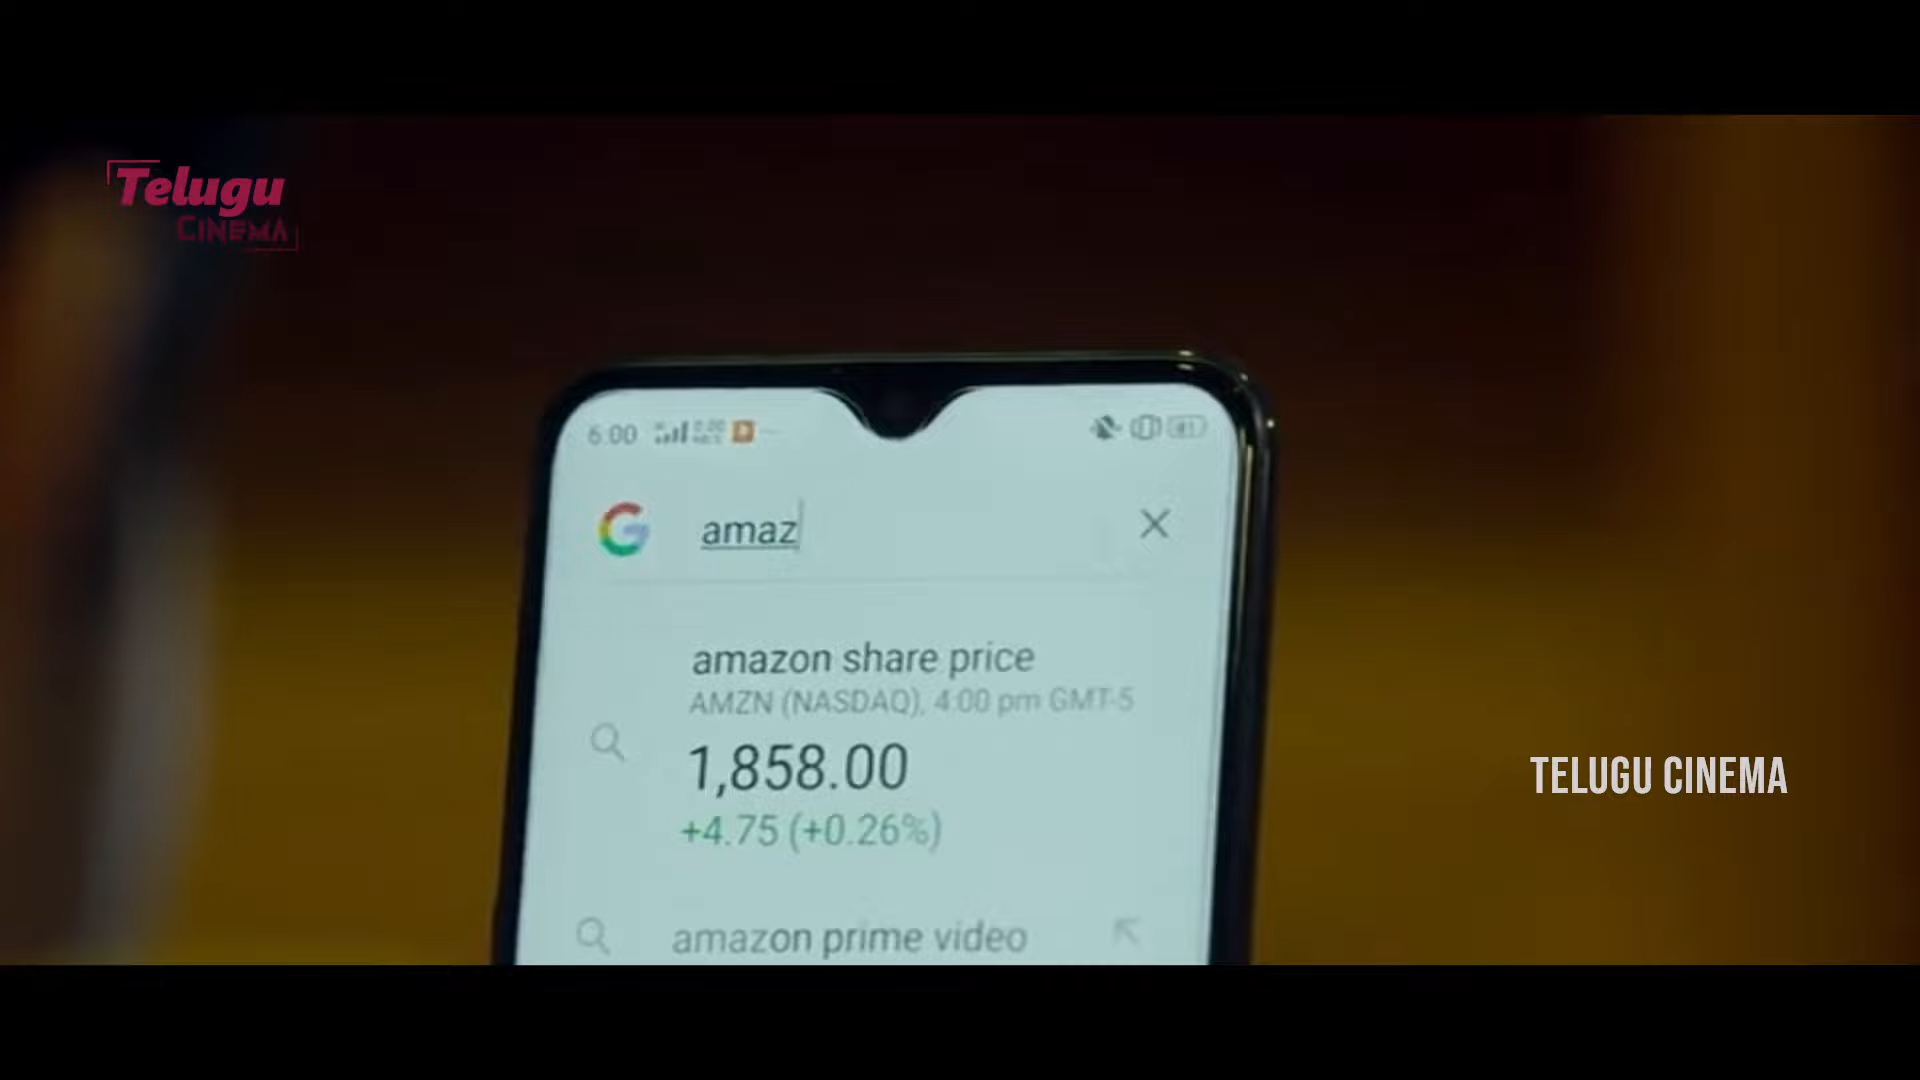 Telugu
CINEMA
6:00
amaz
amazon share price
AMZN (NASDAQ), 4:00 pm GMT-5
1,858.00
+4.75 (+0.26%)
TELUGU CINEMA
amazon prime video